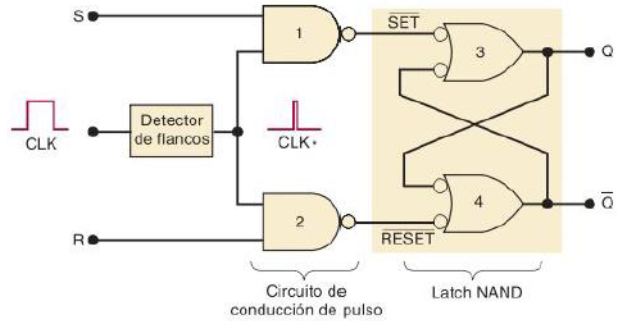 S
1
SET
3
Q
Detector
de flancos
CLK
CLK*
2
RESET
4
Q
R
Circuito de
conducción de pulso
Latch NAND